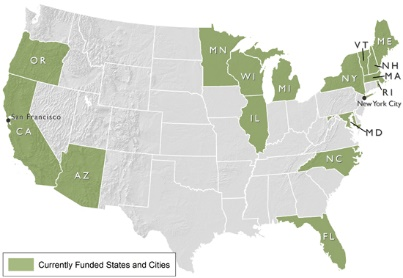 OR
MN
VT
ME
WI
NH
NY
MA
MI
RI
New York City
San Francisco
IL
CA
MD
NC
AZ
FL
Currently Funded States and Cities